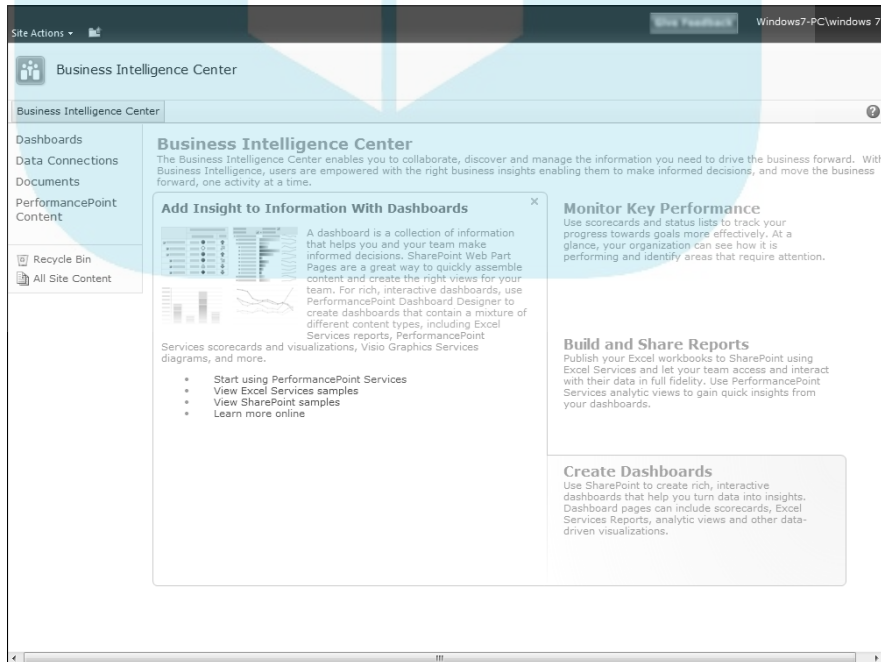 Give Feedback
Windows7-PC\windows 7
Site Actions
Business Intelligence Center
Business Intelligence Center
Dashboards
Data Connections
Documents
PerformancePoint
Content
Recycle Bin
All Site Content
Business Intelligence Center
The Business Intelligence Center enables you to collaborate, discover and manage the information you need to drive the business forward. With
Business Intelligence, users are empowered with the right business insights enabling them to make informed decisions, and move the business
forward, one activity at a time.
Add Insight to Information With Dashboards
A dashboard is a collection of information
that helps you and your team make
informed decisions. SharePoint Web Part
Pages are a great way to quickly assemble
content and create the right views for your
team. For rich, interactive dashboards, use
PerformancePoint Dashboard Designer to
create dashboards that contain a mixture of
different content types, including Excel
Services reports, PerformancePoint
Services scorecards and visualizations, Visio Graphics Services
diagrams, and more.
• Start using PerformancePoint Services
• View Excel Services samples
• View SharePoint samples
• Learn more online
Monitor Key Performance
Use scorecards and status lists to track your
progress towards goals more effectively. At a
glance, your organization can see how it is
performing and identify areas that require attention.
Build and Share Reports
Publish your Excel workbooks to SharePoint using
Excel Services and let your team access and interact
with their data in full fidelity. Use PerformancePoint
Services analytic views to gain quick insights from
your dashboards.
Create Dashboards
Use SharePoint to create rich, interactive
dashboards that help you turn data into insights.
Dashboard pages can include scorecards, Excel
Services Reports, analytic views and other data-
driven visualizations.